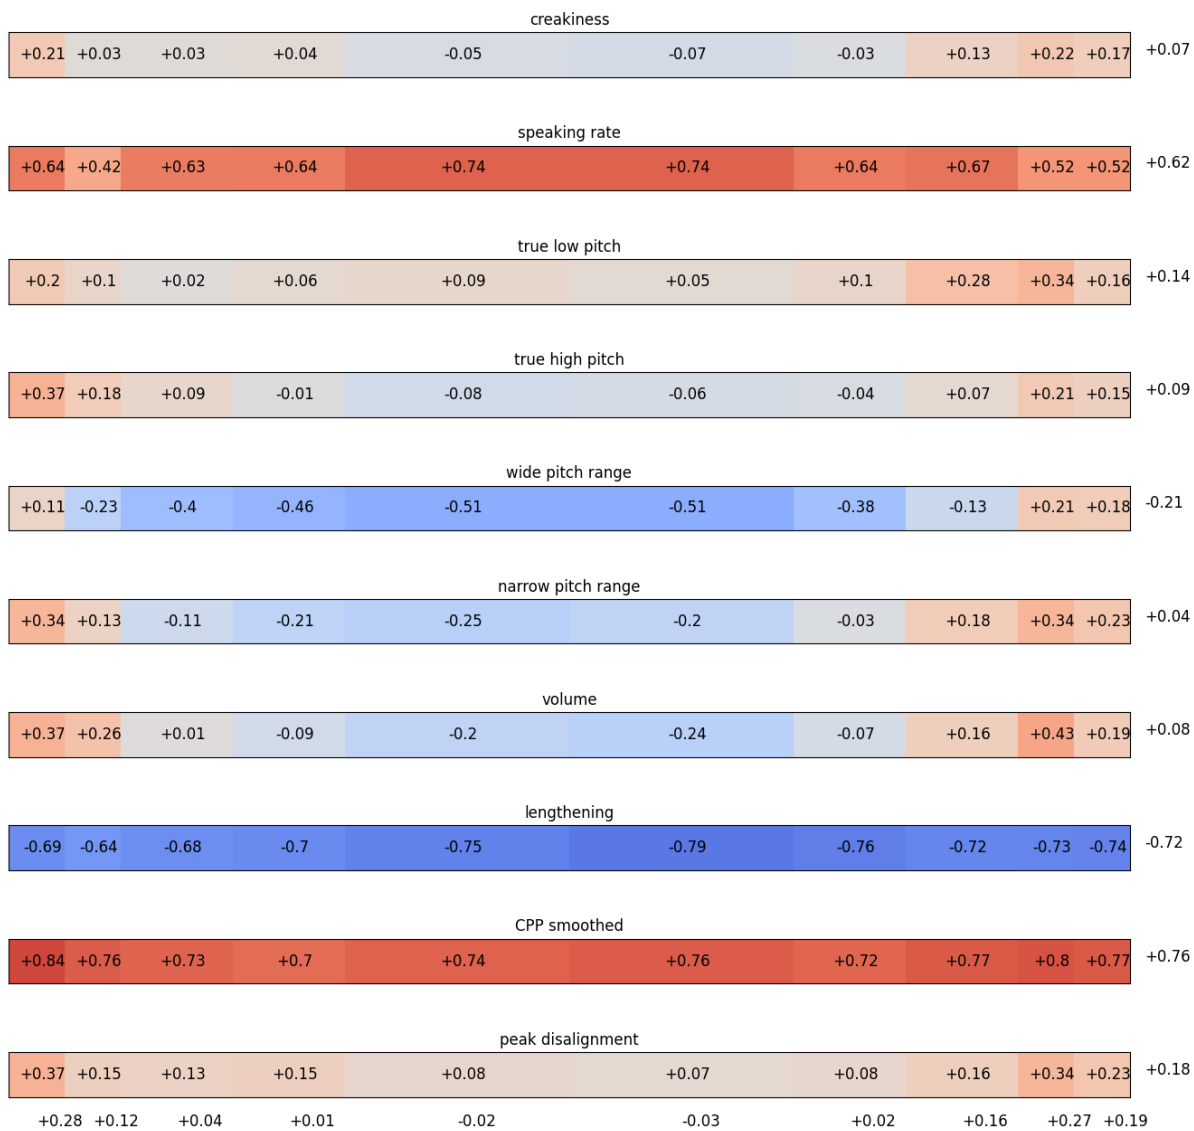 creakiness
+0.21 +0.03 +0.03 +0.04 -0.05 -0.07 -0.03 +0.13 +0.22 +0.17 +0.07
speaking rate
+0.64 +0.42 +0.63 +0.64 +0.74 +0.74 +0.64 +0.67 +0.52 +0.52 +0.62
true low pitch
+0.2 +0.1 +0.02 +0.06 +0.09 +0.05 +0.1 +0.28 +0.34 +0.16 +0.14
true high pitch
+0.37 +0.18 +0.09 -0.01 -0.08 -0.06 -0.04 +0.07 +0.21 +0.15 +0.09
wide pitch range
+0.11 -0.23 -0.4 -0.46 -0.51 -0.51 -0.38 -0.13 +0.21 +0.18 -0.21
narrow pitch range
+0.34 +0.13 -0.11 -0.21 -0.25 -0.2 -0.03 +0.18 +0.34 +0.23 +0.04
volume
+0.37 +0.26 +0.01 -0.09 -0.2 -0.24 -0.07 +0.16 +0.43 +0.19 +0.08
lengthening
-0.69 -0.64 -0.68 -0.7 -0.75 -0.79 -0.76 -0.72 -0.73 -0.74 -0.72
CPP smoothed
+0.84 +0.76 +0.73 +0.7 +0.74 +0.76 +0.72 +0.77 +0.8 +0.77 +0.76
peak disalignment
+0.37 +0.15 +0.13 +0.15 +0.08 +0.07 +0.08 +0.16 +0.34 +0.23 +0.18
+0.28 +0.12 +0.04 +0.01 -0.02 -0.03 +0.02 +0.16 +0.27 +0.19